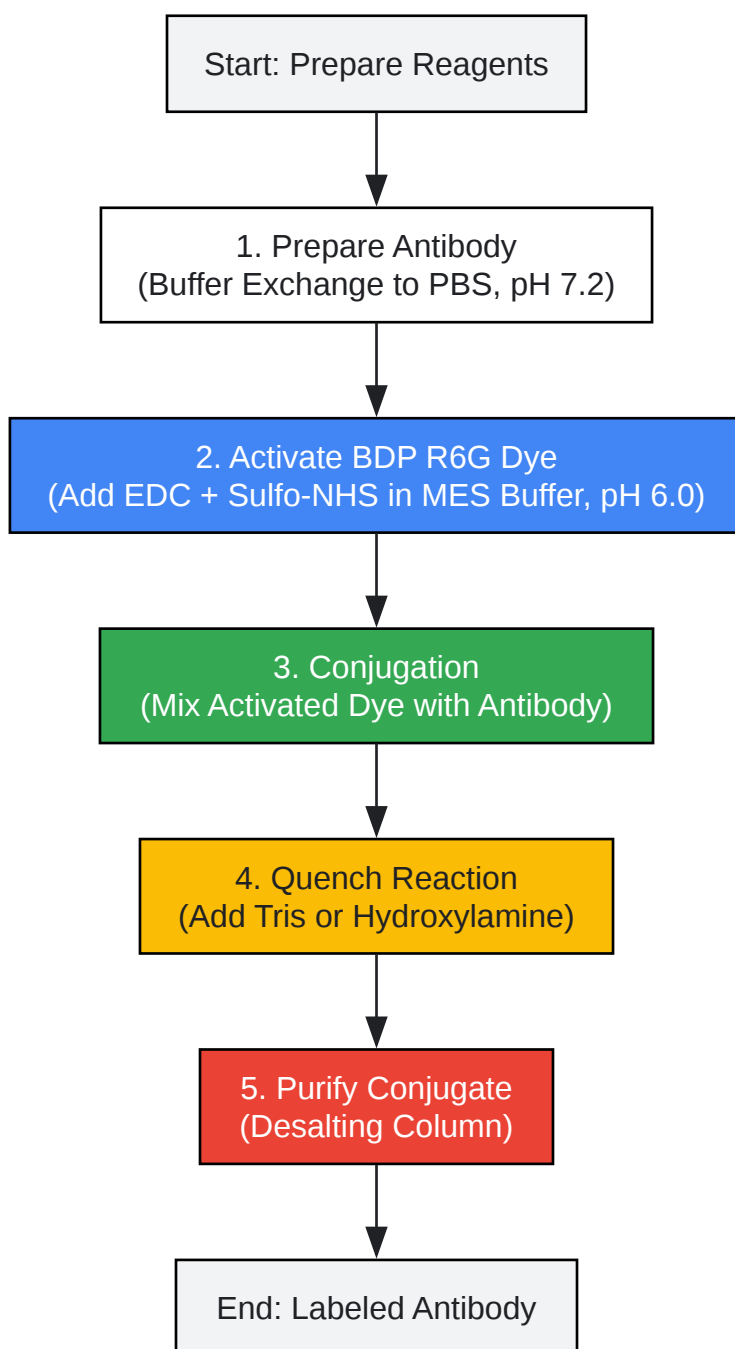 Start: Prepare Reagents
1. Prepare Antibody
(Buffer Exchange to PBS, pH 7.2)
2. Activate BDP R6G Dye
(Add EDC + Sulfo-NHS in MES Buffer, pH 6.0)
3. Conjugation
(Mix Activated Dye with Antibody)
4. Quench Reaction
(Add Tris or Hydroxylamine)
5. Purify Conjugate
(Desalting Column)
End: Labeled Antibody